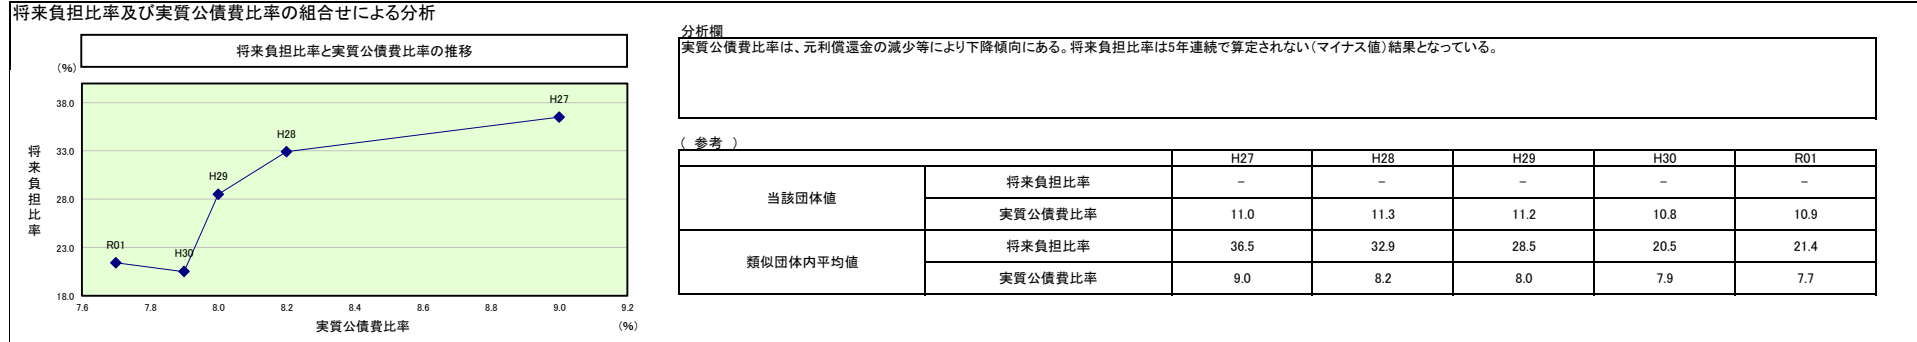 将来負担比率及び実質公債費比率の組合せによる分析
将来負担比率と実質公債費比率の推移
(%)
38.0
33.0
28.0
23.0
18.0
将来負担比率
H27
H28
H29
H30
R01
7.6 7.8 8.0 8.2 8.4 8.6 8.8 9.0 9.2
実質公債費比率
(%)
分析欄
実質公債費比率は、元利償還金の減少等により下降傾向にある。将来負担比率は5年連続で算定されない(マイナス値)結果となっている。
( 参考 )
H27 H28 H29 H30 R01
当該団体値
将来負担比率 － － － － －
実質公債費比率 11.0 11.3 11.2 10.8 10.9
類似団体内平均値
将来負担比率 36.5 32.9 28.5 20.5 21.4
実質公債費比率 9.0 8.2 8.0 7.9 7.7